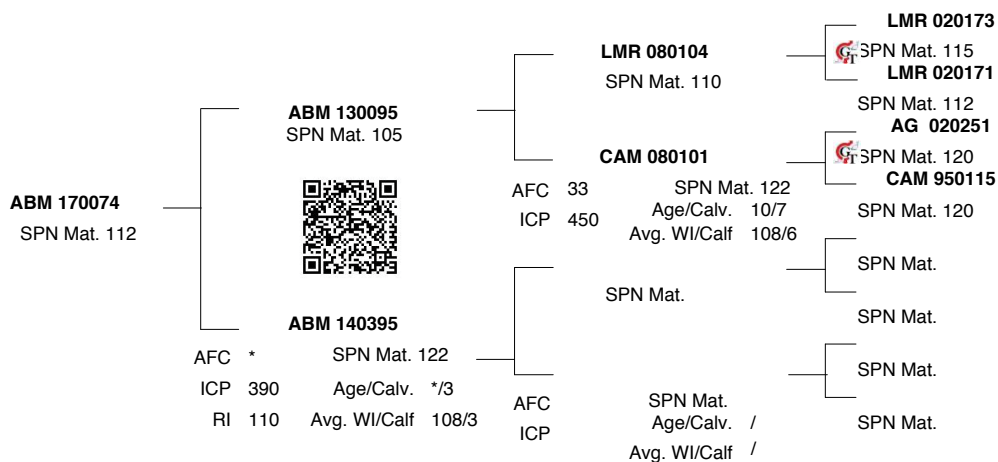 LMR 020173
LMR 080104
GT SPN Mat. 115
SPN Mat. 110
LMR 020171
ABM 130095
SPN Mat. 112
SPN Mat. 105
AG 020251
CAM 080101
GT SPN Mat. 120
AFC 33 SPN Mat. 122
CAM 950115
ABM 170074
ICP 450 Age/Calv. 10/7
SPN Mat. 120
SPN Mat. 112
Avg. WI/Calf 108/6
SPN Mat.
SPN Mat.
ABM 140395
SPN Mat.
AFC * SPN Mat. 122
SPN Mat.
ICP 390 Age/Calv. */3
AFC SPN Mat.
RI 110 Avg. WI/Calf 108/3
Age/Calv. /
SPN Mat.
ICP
Avg. WI/Calf /